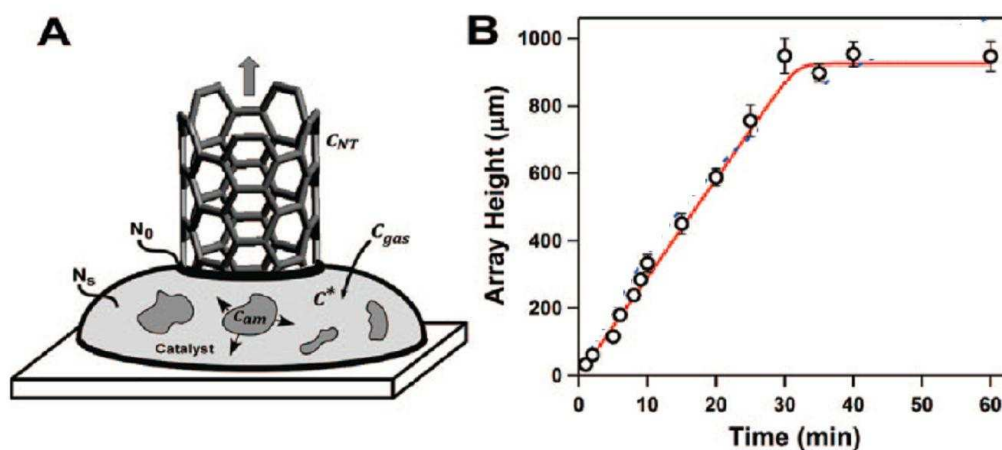 A
C_NT
N_0
C_gas
N_s
C*
C_am
Catalyst
B
Array Height (μm)
1000
800
600
400
200
0
0 10 20 30 40 50 60
Time (min)